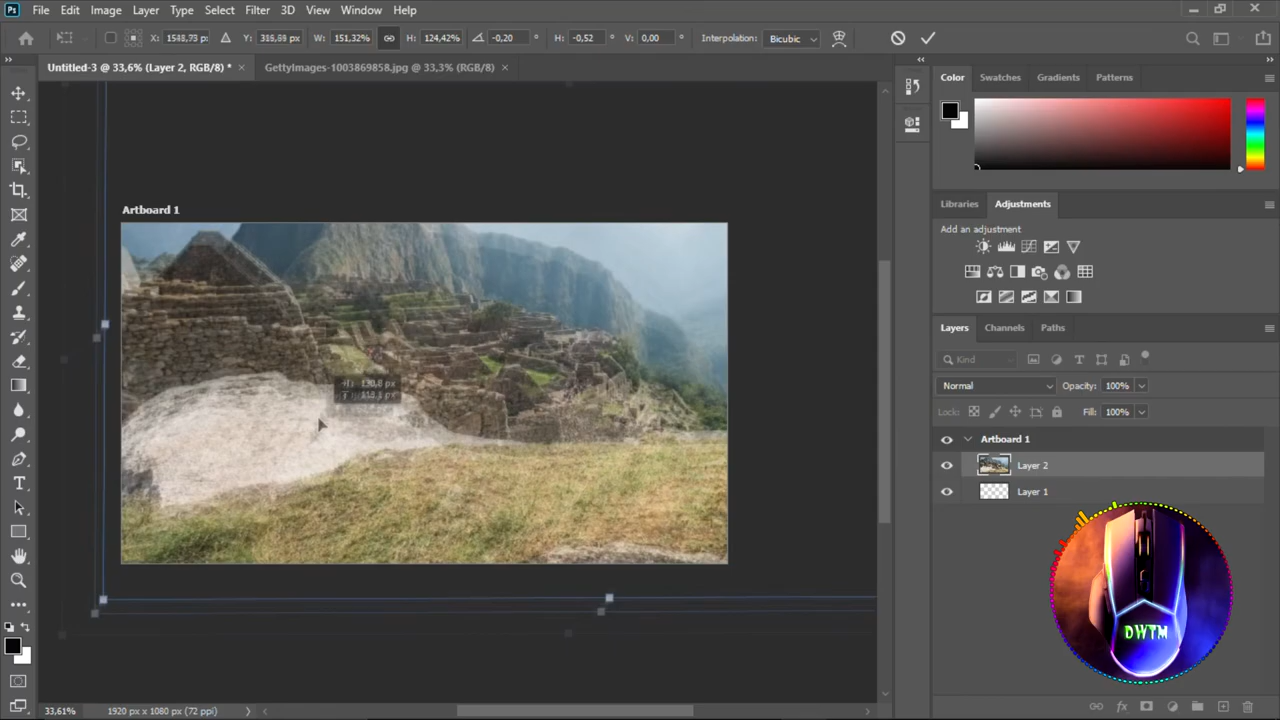 Ps File Edit Image Layer Type Select Filter 3D View Window Help
X: 1548,73 p: Y: 315,69 px W: 151,32% H: 124,42% -0,20 ° H: -0,52 ° V: 0,00 ° Interpolation: Bicubic
Untitled-3 @ 33,6% (Layer 2, RGB/8) * GettyImages-1003869858.jpg @ 33,3% (RGB/8)
Artboard 1
33,61% 1920 px x 1080 px (72 ppi)
Color Swatches Gradients Patterns
Libraries Adjustments
Add an adjustment
Layers Channels Paths
Kind
Normal Opacity: 100%
Lock: Fill: 100%
Artboard 1
Layer 2
Layer 1
DWTM